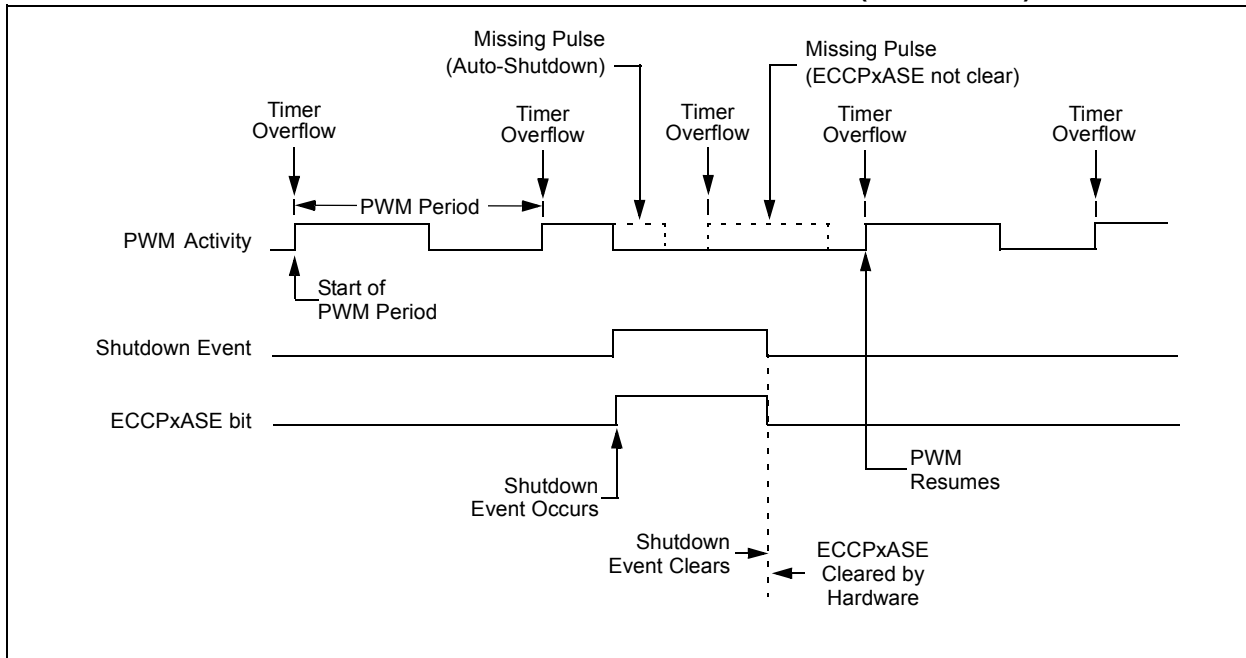 Missing Pulse
(Auto-Shutdown)
Missing Pulse
(ECCPxASE not clear)
Timer
Overflow
Timer
Overflow
Timer
Overflow
Timer
Overflow
Timer
Overflow
PWM Period
PWM Activity
Start of
PWM Period
Shutdown Event
ECCPxASE bit
Shutdown
Event Occurs
PWM
Resumes
Shutdown
Event Clears
ECCPxASE
Cleared by
Hardware